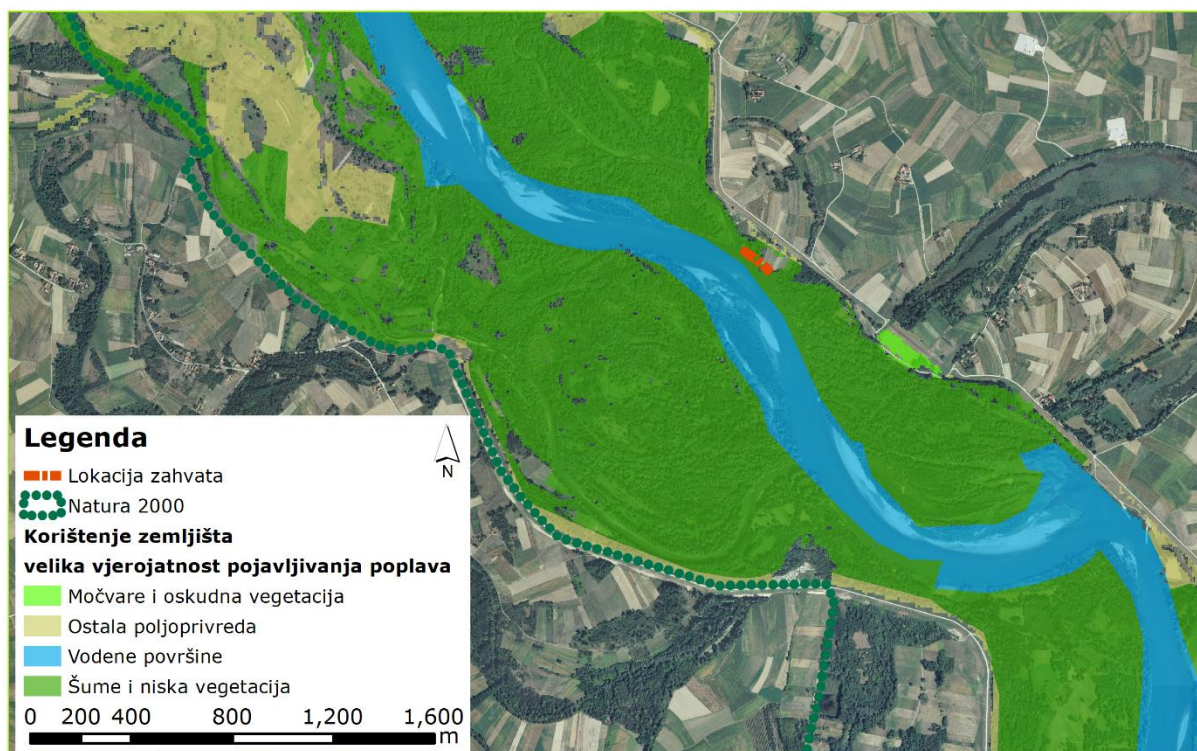 Legenda
N
Lokacija zahvata
Natura 2000
Korištenje zemljišta
velika vjerojatnost pojavljivanja poplava
Močvare i oskudna vegetacija
Ostala poljoprivreda
Vodene površine
Šume i niska vegetacija
0 200 400 800 1,200 1,600
m